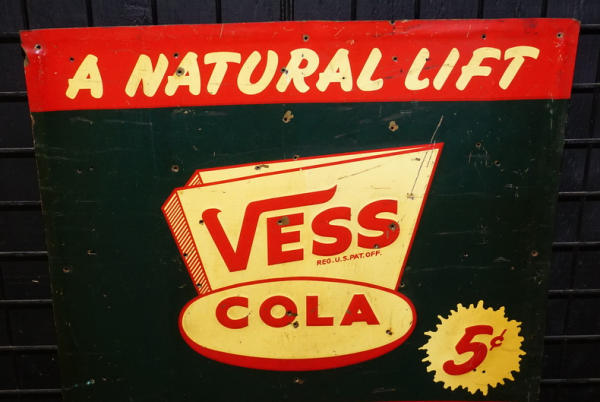 A NATURAL LIFT
VESS
REG. U.S. PAT. OFF.
COLA
5¢